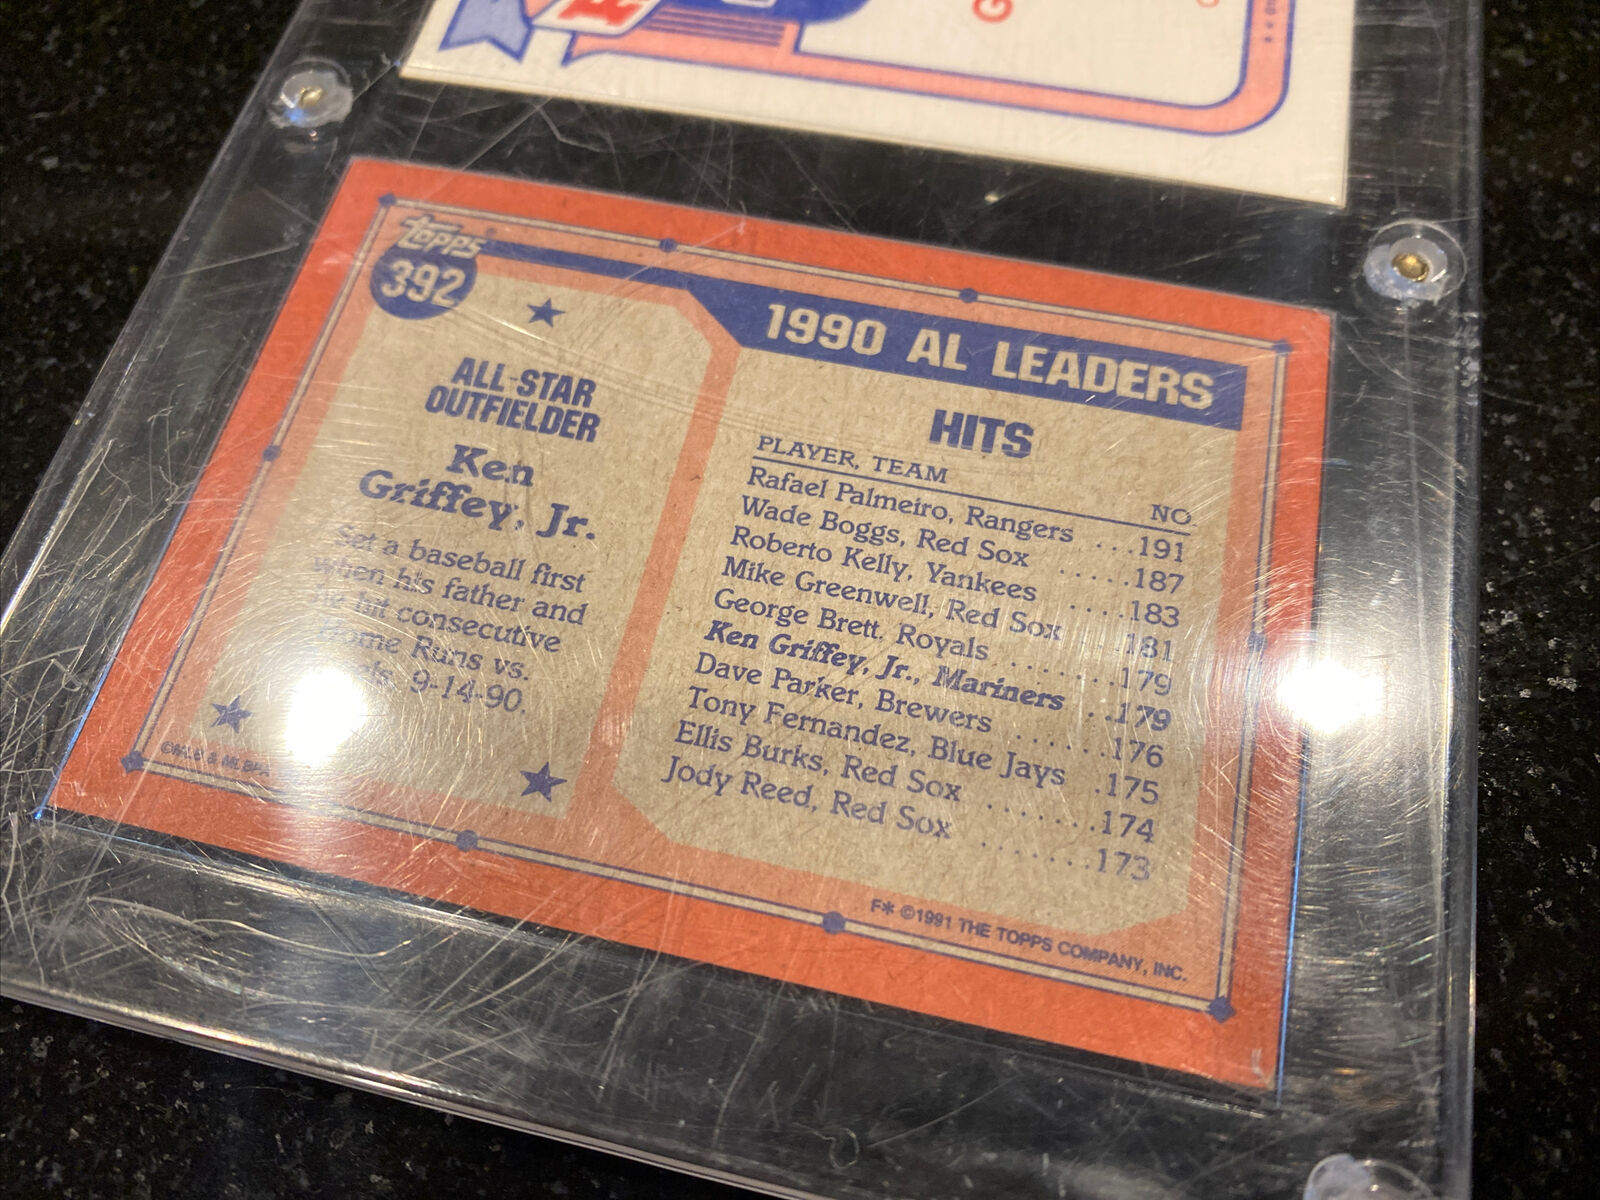 Topps
392
ALL-STAR
OUTFIELDER
Ken
Griffey, Jr.
Set a baseball first
when his father and
he hit consecutive
Home Runs vs.
9-14-90.
©MLB & MLBPA
1990 AL LEADERS
HITS
PLAYER, TEAM NO.
Rafael Palmeiro, Rangers ...191
Wade Boggs, Red Sox .....187
Roberto Kelly, Yankees ....183
Mike Greenwell, Red Sox .181
George Brett, Royals .......179
Ken Griffey, Jr., Mariners ..179
Dave Parker, Brewers ......176
Tony Fernandez, Blue Jays .175
Ellis Burks, Red Sox .......174
Jody Reed, Red Sox .......173
F* ©1991 THE TOPPS COMPANY, INC.